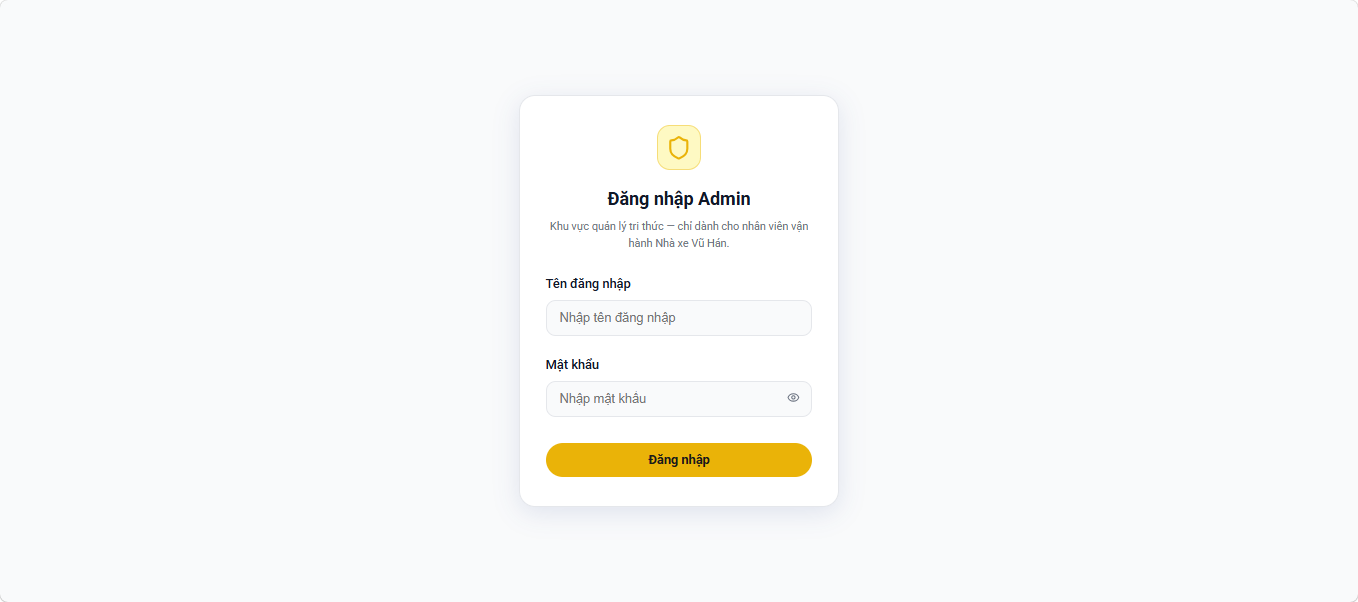 Đăng nhập Admin
Khu vực quản lý tri thức — chỉ dành cho nhân viên vận
hành Nhà xe Vũ Hán.
Tên đăng nhập
Nhập tên đăng nhập
Mật khẩu
Nhập mật khẩu
Đăng nhập